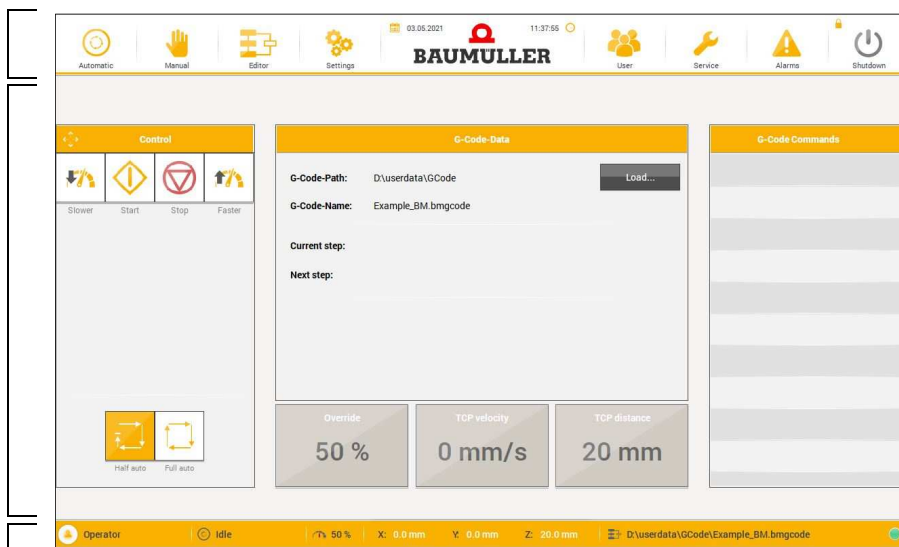 03.05.2021 11:37:55
BAUMÜLLER
Automatic Manual Editor Settings User Service Alarms Shutdown
Control
G-Code-Data
G-Code Commands
G-Code-Path: D:\userdata\GCode Load...
Slower Start Stop Faster
G-Code-Name: Example_BM.bmgcode
Current step:
Next step:
Override TCP velocity TCP distance
50 % 0 mm/s 20 mm
Half auto Full auto
Operator Idle 50 % X: 0.0 mm Y: 0.0 mm Z: 20.0 mm D:\userdata\GCode\Example_BM.bmgcode